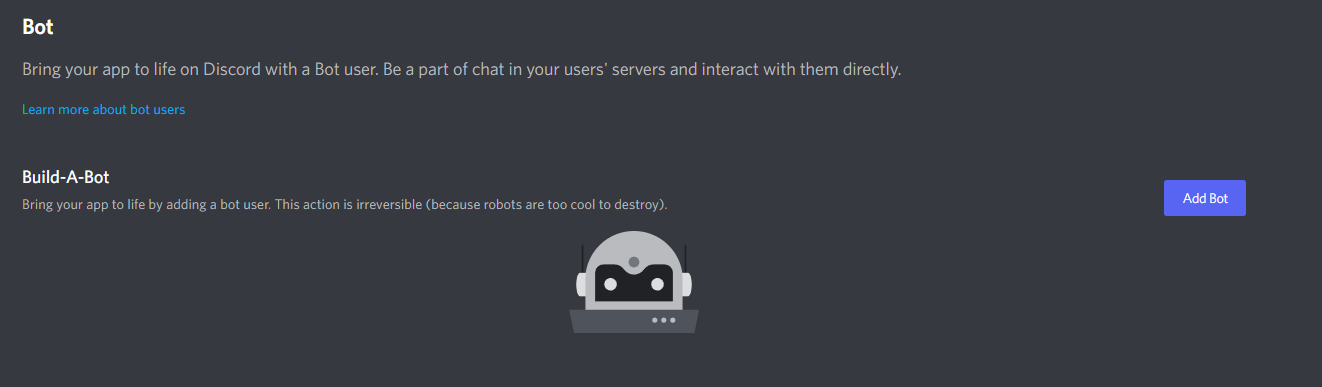 Bot
Bring your app to life on Discord with a Bot user. Be a part of chat in your users' servers and interact with them directly.
Learn more about bot users
Build-A-Bot
Bring your app to life by adding a bot user. This action is irreversible (because robots are too cool to destroy).
Add Bot